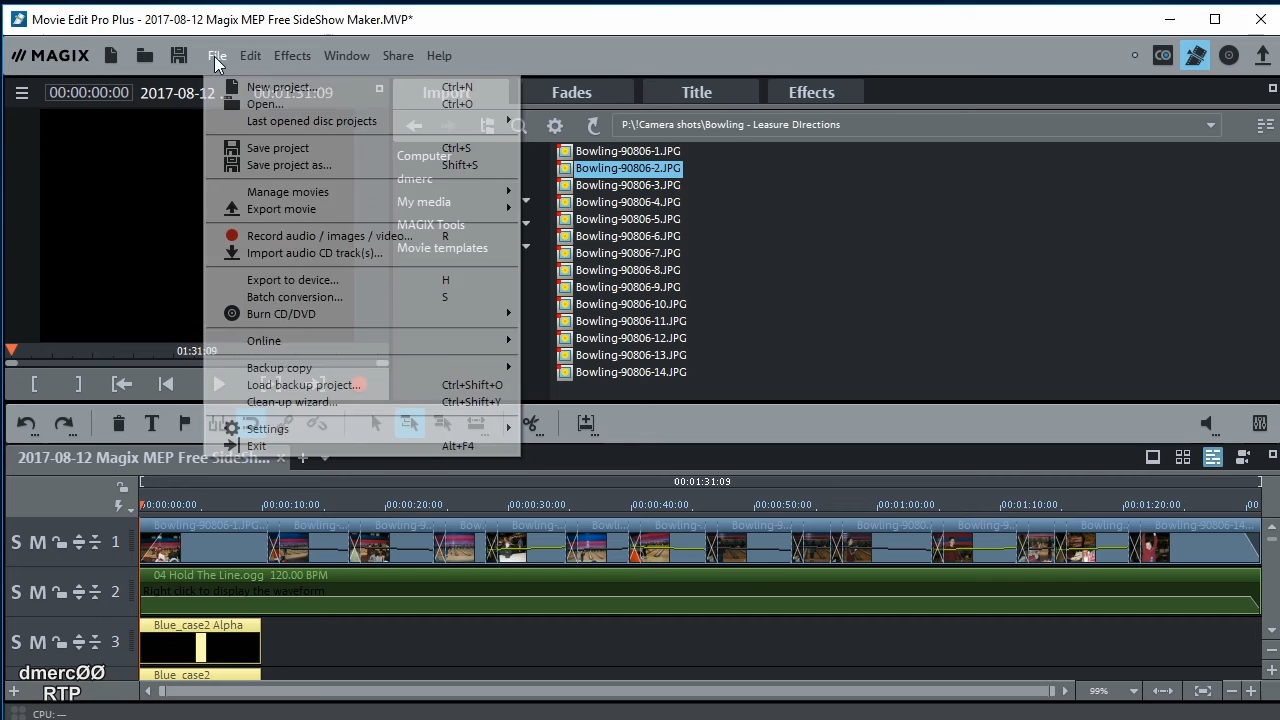 Movie Edit Pro Plus - 2017-08-12 Magix MEP Free SideShow Maker.MVP*
MAGIX File Edit Effects Window Share Help
00:00:00:00 2017-08-12 ... 00:01:31:09
Import Fades Title Effects
P:\!Camera shots\Bowling - Leasure DIrections
New project... Ctrl+N
Open... Ctrl+O
Last opened disc projects
Save project Ctrl+S
Save project as... Shift+S
Manage movies
Export movie
Record audio / images / video... R
Import audio CD track(s)...
Export to device... H
Batch conversion... S
Burn CD/DVD
Online
Backup copy
Load backup project... Ctrl+Shift+O
Clean-up wizard... Ctrl+Shift+Y
Settings
Exit Alt+F4
Computer
dmerc
My media
MAGIX Tools
Movie templates
Bowling-90806-1.JPG
Bowling-90806-2.JPG
Bowling-90806-3.JPG
Bowling-90806-4.JPG
Bowling-90806-5.JPG
Bowling-90806-6.JPG
Bowling-90806-7.JPG
Bowling-90806-8.JPG
Bowling-90806-9.JPG
Bowling-90806-10.JPG
Bowling-90806-11.JPG
Bowling-90806-12.JPG
Bowling-90806-13.JPG
Bowling-90806-14.JPG
01:31:09
2017-08-12 Magix MEP Free SideSh...
00:01:31:09
00:00:00:00 00:00:10:00 00:00:20:00 00:00:30:00 00:00:40:00 00:00:50:00 00:01:00:00 00:01:10:00 00:01:20:00 00
Bowling-90806-1.JPG... Bowling-... Bowling-9... Bow... Bowling-... Bowli... Bowling-... Bowling-9... Bowling-9080... Bowling-9... Bowling... Bowling-90806-14...
S M 1
04 Hold The Line.ogg 120.00 BPM
Right click to display the waveform
S M 2
Blue_case2 Alpha
S M 3
Blue_case2
dmercØØ
RTP
99%
CPU: —